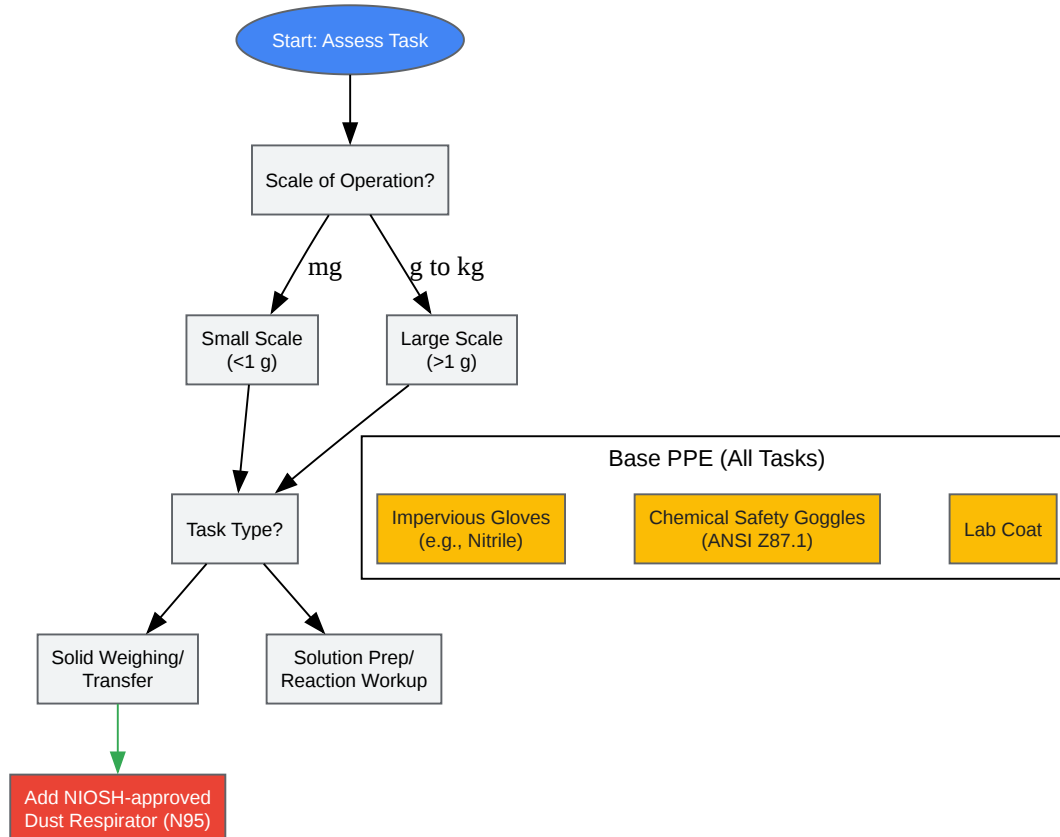 Start: Assess Task
Scale of Operation?
mg
g to kg
Small Scale
(<1 g)
Large Scale
(>1 g)
Base PPE (All Tasks)
Impervious Gloves
(e.g., Nitrile)
Chemical Safety Goggles
(ANSI Z87.1)
Lab Coat
Task Type?
Solid Weighing/
Transfer
Solution Prep/
Reaction Workup
Add NIOSH-approved
Dust Respirator (N95)